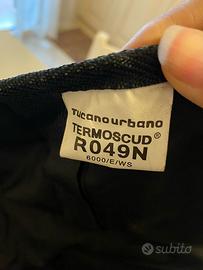 Tucanourbano
TERMOSCUD®
R049N
6000/E/WS
subito